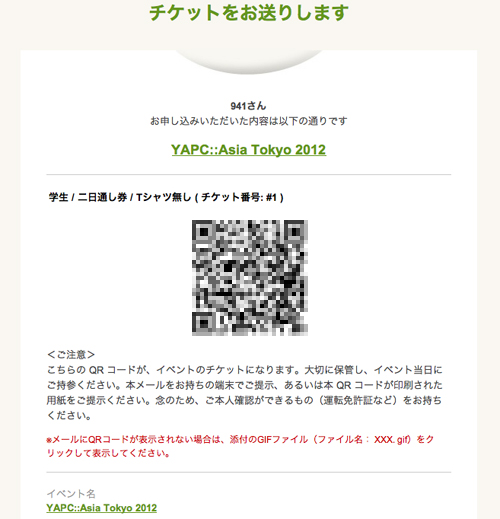 チケットをお送りします
941さん
お申し込みいただいた内容は以下の通りです
YAPC::Asia Tokyo 2012
学生 / 二日通し券 / Tシャツ無し ( チケット番号: #1 )
＜ご注意＞
こちらの QR コードが、イベントのチケットになります。大切に保管し、イベント当日に
ご持参ください。本メールをお持ちの端末でご提示、あるいは本 QR コードが印刷された
用紙をご提示ください。念のため、ご本人確認ができるもの（運転免許証など）をお持ち
ください。
※メールにQRコードが表示されない場合は、添付のGIFファイル（ファイル名： XXX. gif）をク
リックして表示してください。
イベント名
YAPC::Asia Tokyo 2012